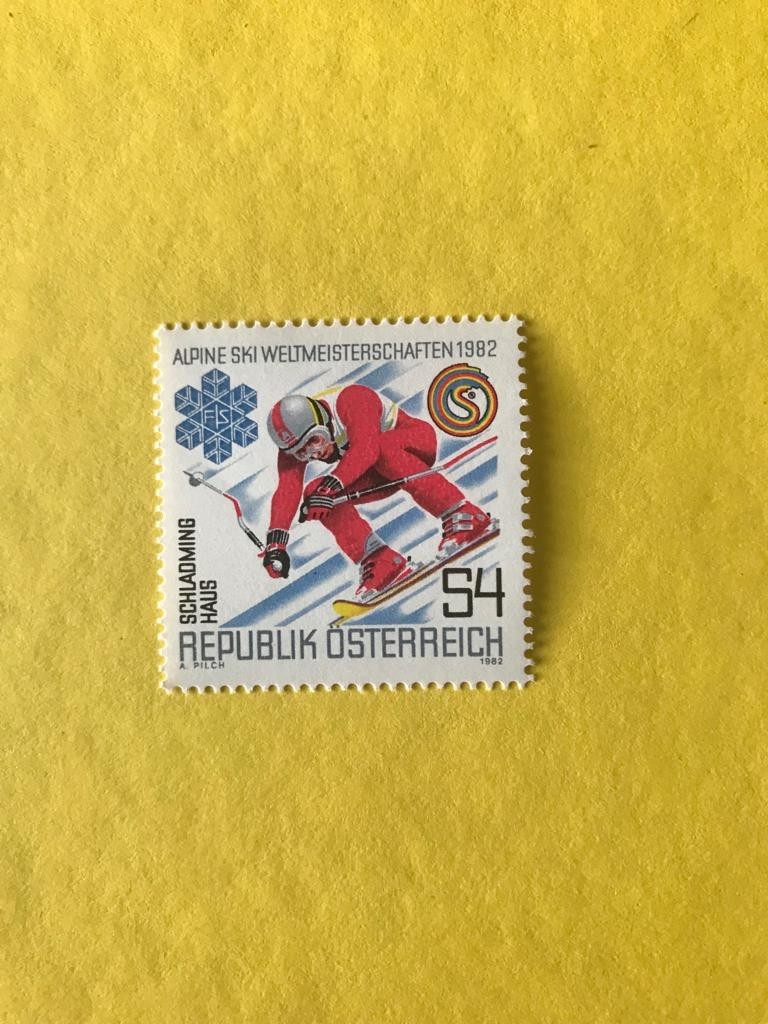 ALPINE SKI WELTMEISTERSCHAFTEN 1982
FIS
S
SCHLADMING
HAUS
S4
REPUBLIK ÖSTERREICH
A. PILCH
1982